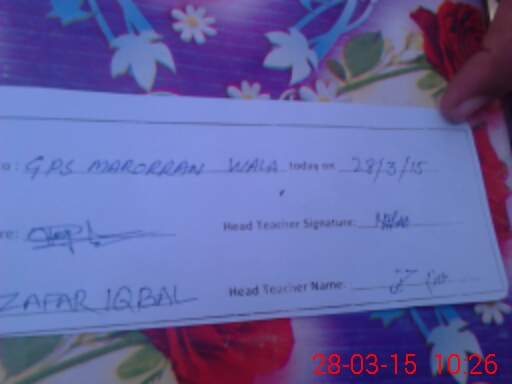 o: GPS MARORRAN WALA today on 28/3/15
re: Head Teacher Signature:
ZAFAR IQBAL Head Teacher Name:
28-03-15 10:26